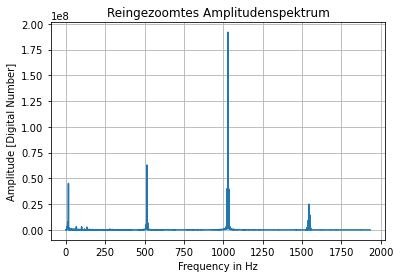 Reingezoomtes Amplitudenspektrum
1e8
2.00
1.75
1.50
1.25
1.00
0.75
0.50
0.25
0.00
Amplitude [Digital Number]
0 250 500 750 1000 1250 1500 1750 2000
Frequency in Hz